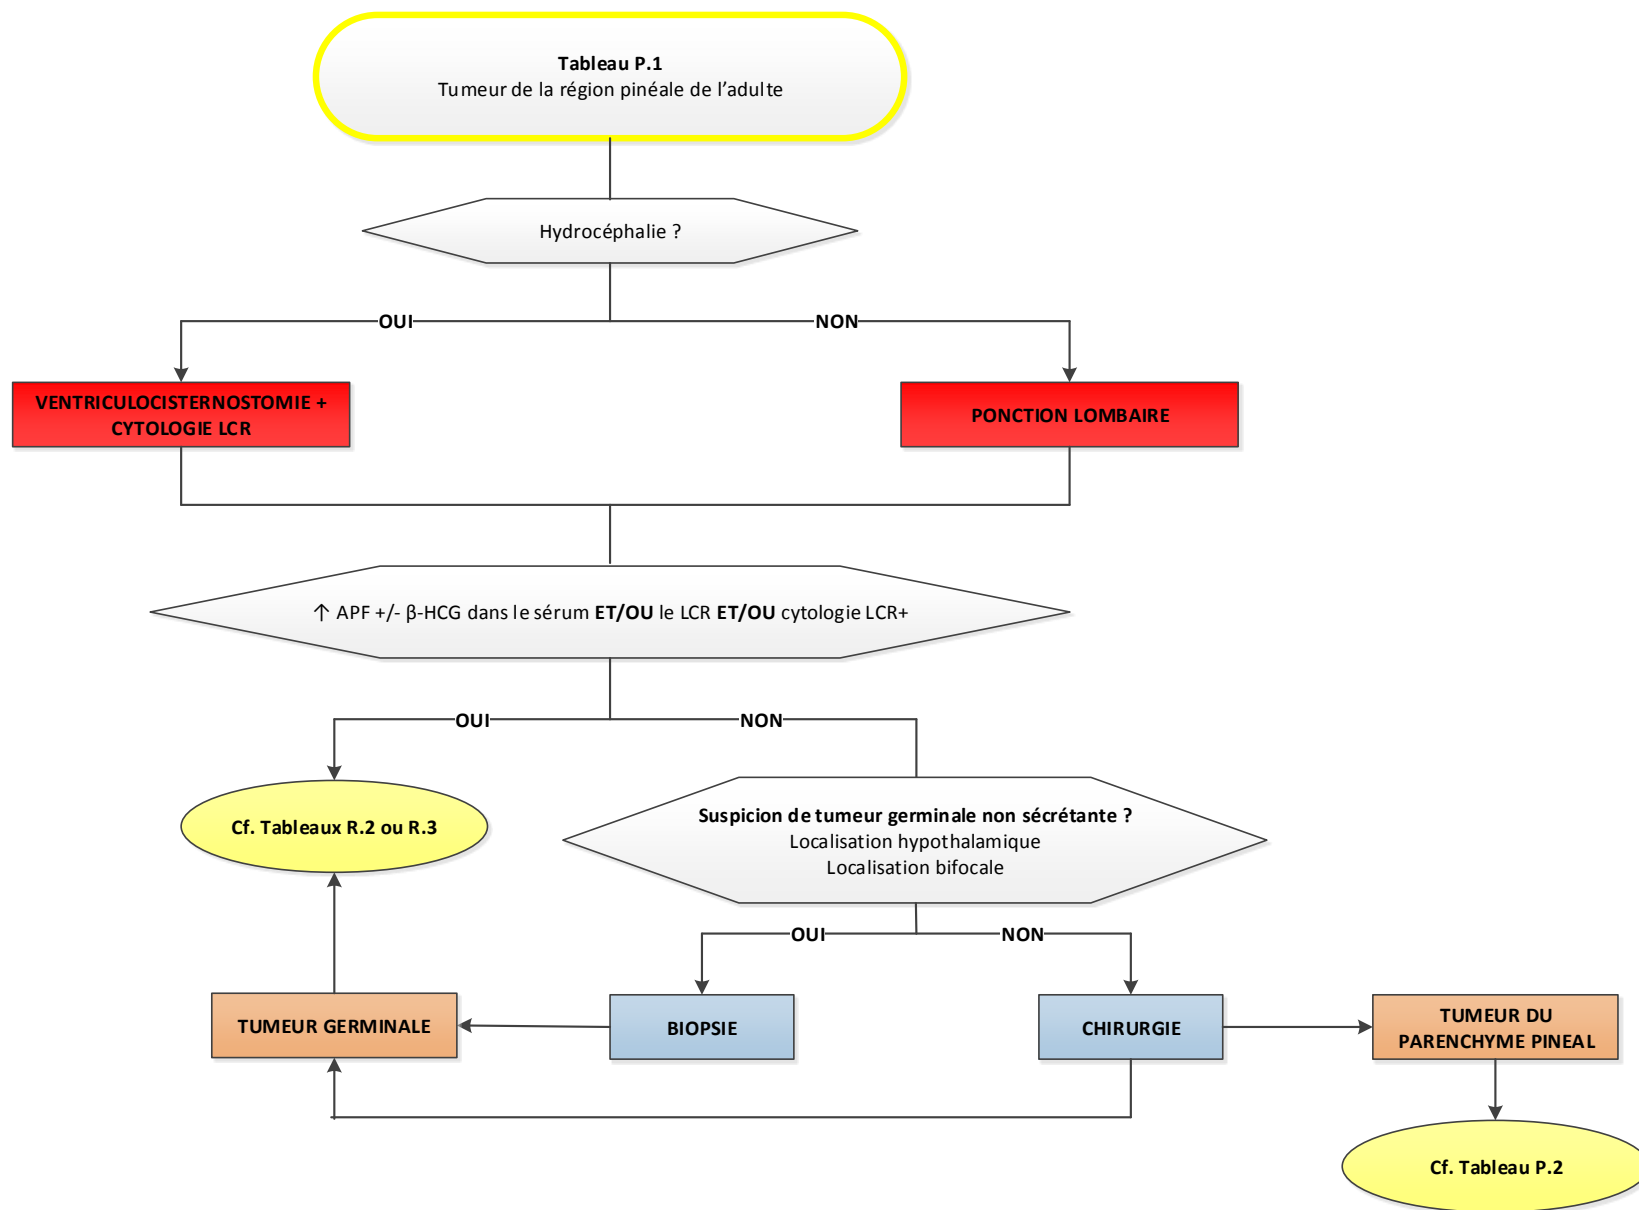 Tableau P.1
Tumeur de la région pinéale de l'adulte
Hydrocéphalie ?
OUI
NON
VENTRICULOCISTERNOSTOMIE +
CYTOLOGIE LCR
PONCTION LOMBAIRE
↑ APF +/- β-HCG dans le sérum ET/OU le LCR ET/OU cytologie LCR+
OUI
NON
Cf. Tableaux R.2 ou R.3
Suspicion de tumeur germinale non sécrétante ?
Localisation hypothalamique
Localisation bifocale
OUI
NON
TUMEUR GERMINALE
BIOPSIE
CHIRURGIE
TUMEUR DU
PARENCHYME PINEAL
Cf. Tableau P.2